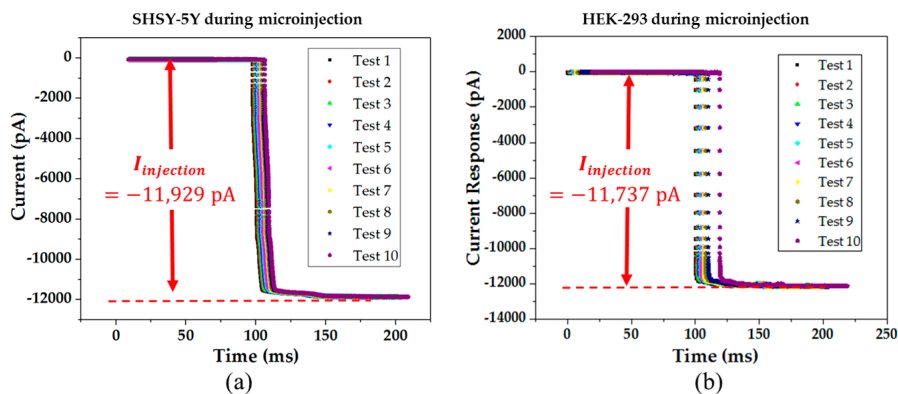 SHSY-5Y during microinjection
0
-2000
-4000
-6000
-8000
-10000
-12000
Current (pA)
I injection
= −11,929 pA
Test 1
Test 2
Test 3
Test 4
Test 5
Test 6
Test 7
Test 8
Test 9
Test 10
0
50
100
150
200
Time (ms)
(a)
HEK-293 during microinjection
2000
0
-2000
-4000
-6000
-8000
-10000
-12000
-14000
Current Response (pA)
I injection
= −11,737 pA
Test 1
Test 2
Test 3
Test 4
Test 5
Test 6
Test 7
Test 8
Test 9
Test 10
0
50
100
150
200
250
Time (ms)
(b)